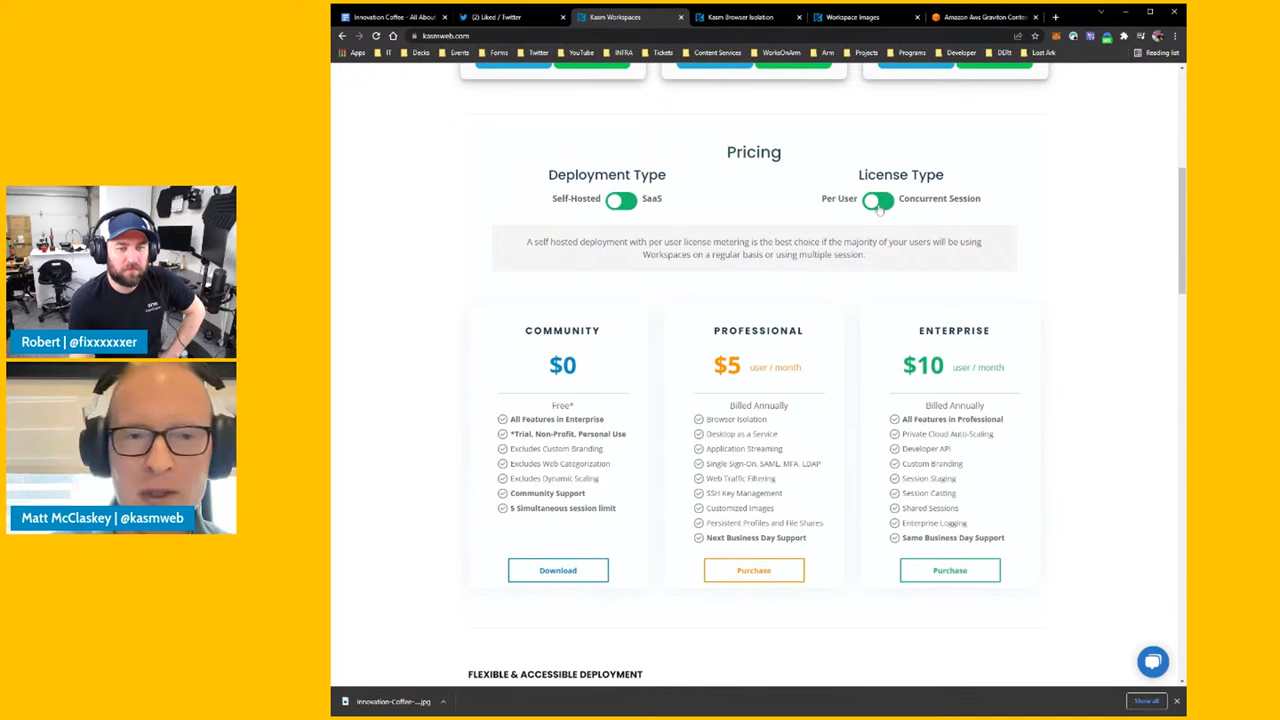 Innovation Coffee - All Abou
(2) Liked / Twitter
Kasm Workspaces
Kasm Browser Isolation
Workspace Images
Amazon Aws Graviton Conte
kasmweb.com
Apps
IT
Decks
Events
Forms
Twitter
YouTube
INFRA
Tickets
Content Services
WorksOnArm
Arm
Projects
Programs
Developer
DERt
Lost Ark
Reading list
Pricing
Deployment Type
License Type
Self-Hosted
SaaS
Per User
Concurrent Session
A self hosted deployment with per user license metering is the best choice if the majority of your users will be using
Workspaces on a regular basis or using multiple session.
COMMUNITY
$0
Free*
All Features in Enterprise
*Trial, Non-Profit, Personal Use
Excludes Custom Branding
Excludes Web Categorization
Excludes Dynamic Scaling
Community Support
5 Simultaneous session limit
Download
PROFESSIONAL
$5 user / month
Billed Annually
Browser Isolation
Desktop as a Service
Application Streaming
Single Sign-On, SAML, MFA, LDAP
Web Traffic Filtering
SSH Key Management
Customized Images
Persistent Profiles and File Shares
Next Business Day Support
Purchase
ENTERPRISE
$10 user / month
Billed Annually
All Features in Professional
Private Cloud Auto-Scaling
Developer API
Custom Branding
Session Staging
Session Casting
Shared Sessions
Enterprise Logging
Same Business Day Support
Purchase
FLEXIBLE & ACCESSIBLE DEPLOYMENT
Innovation-Coffee-....jpg
Show all
Robert | @fixxxxxxer
Matt McClaskey | @kasmweb